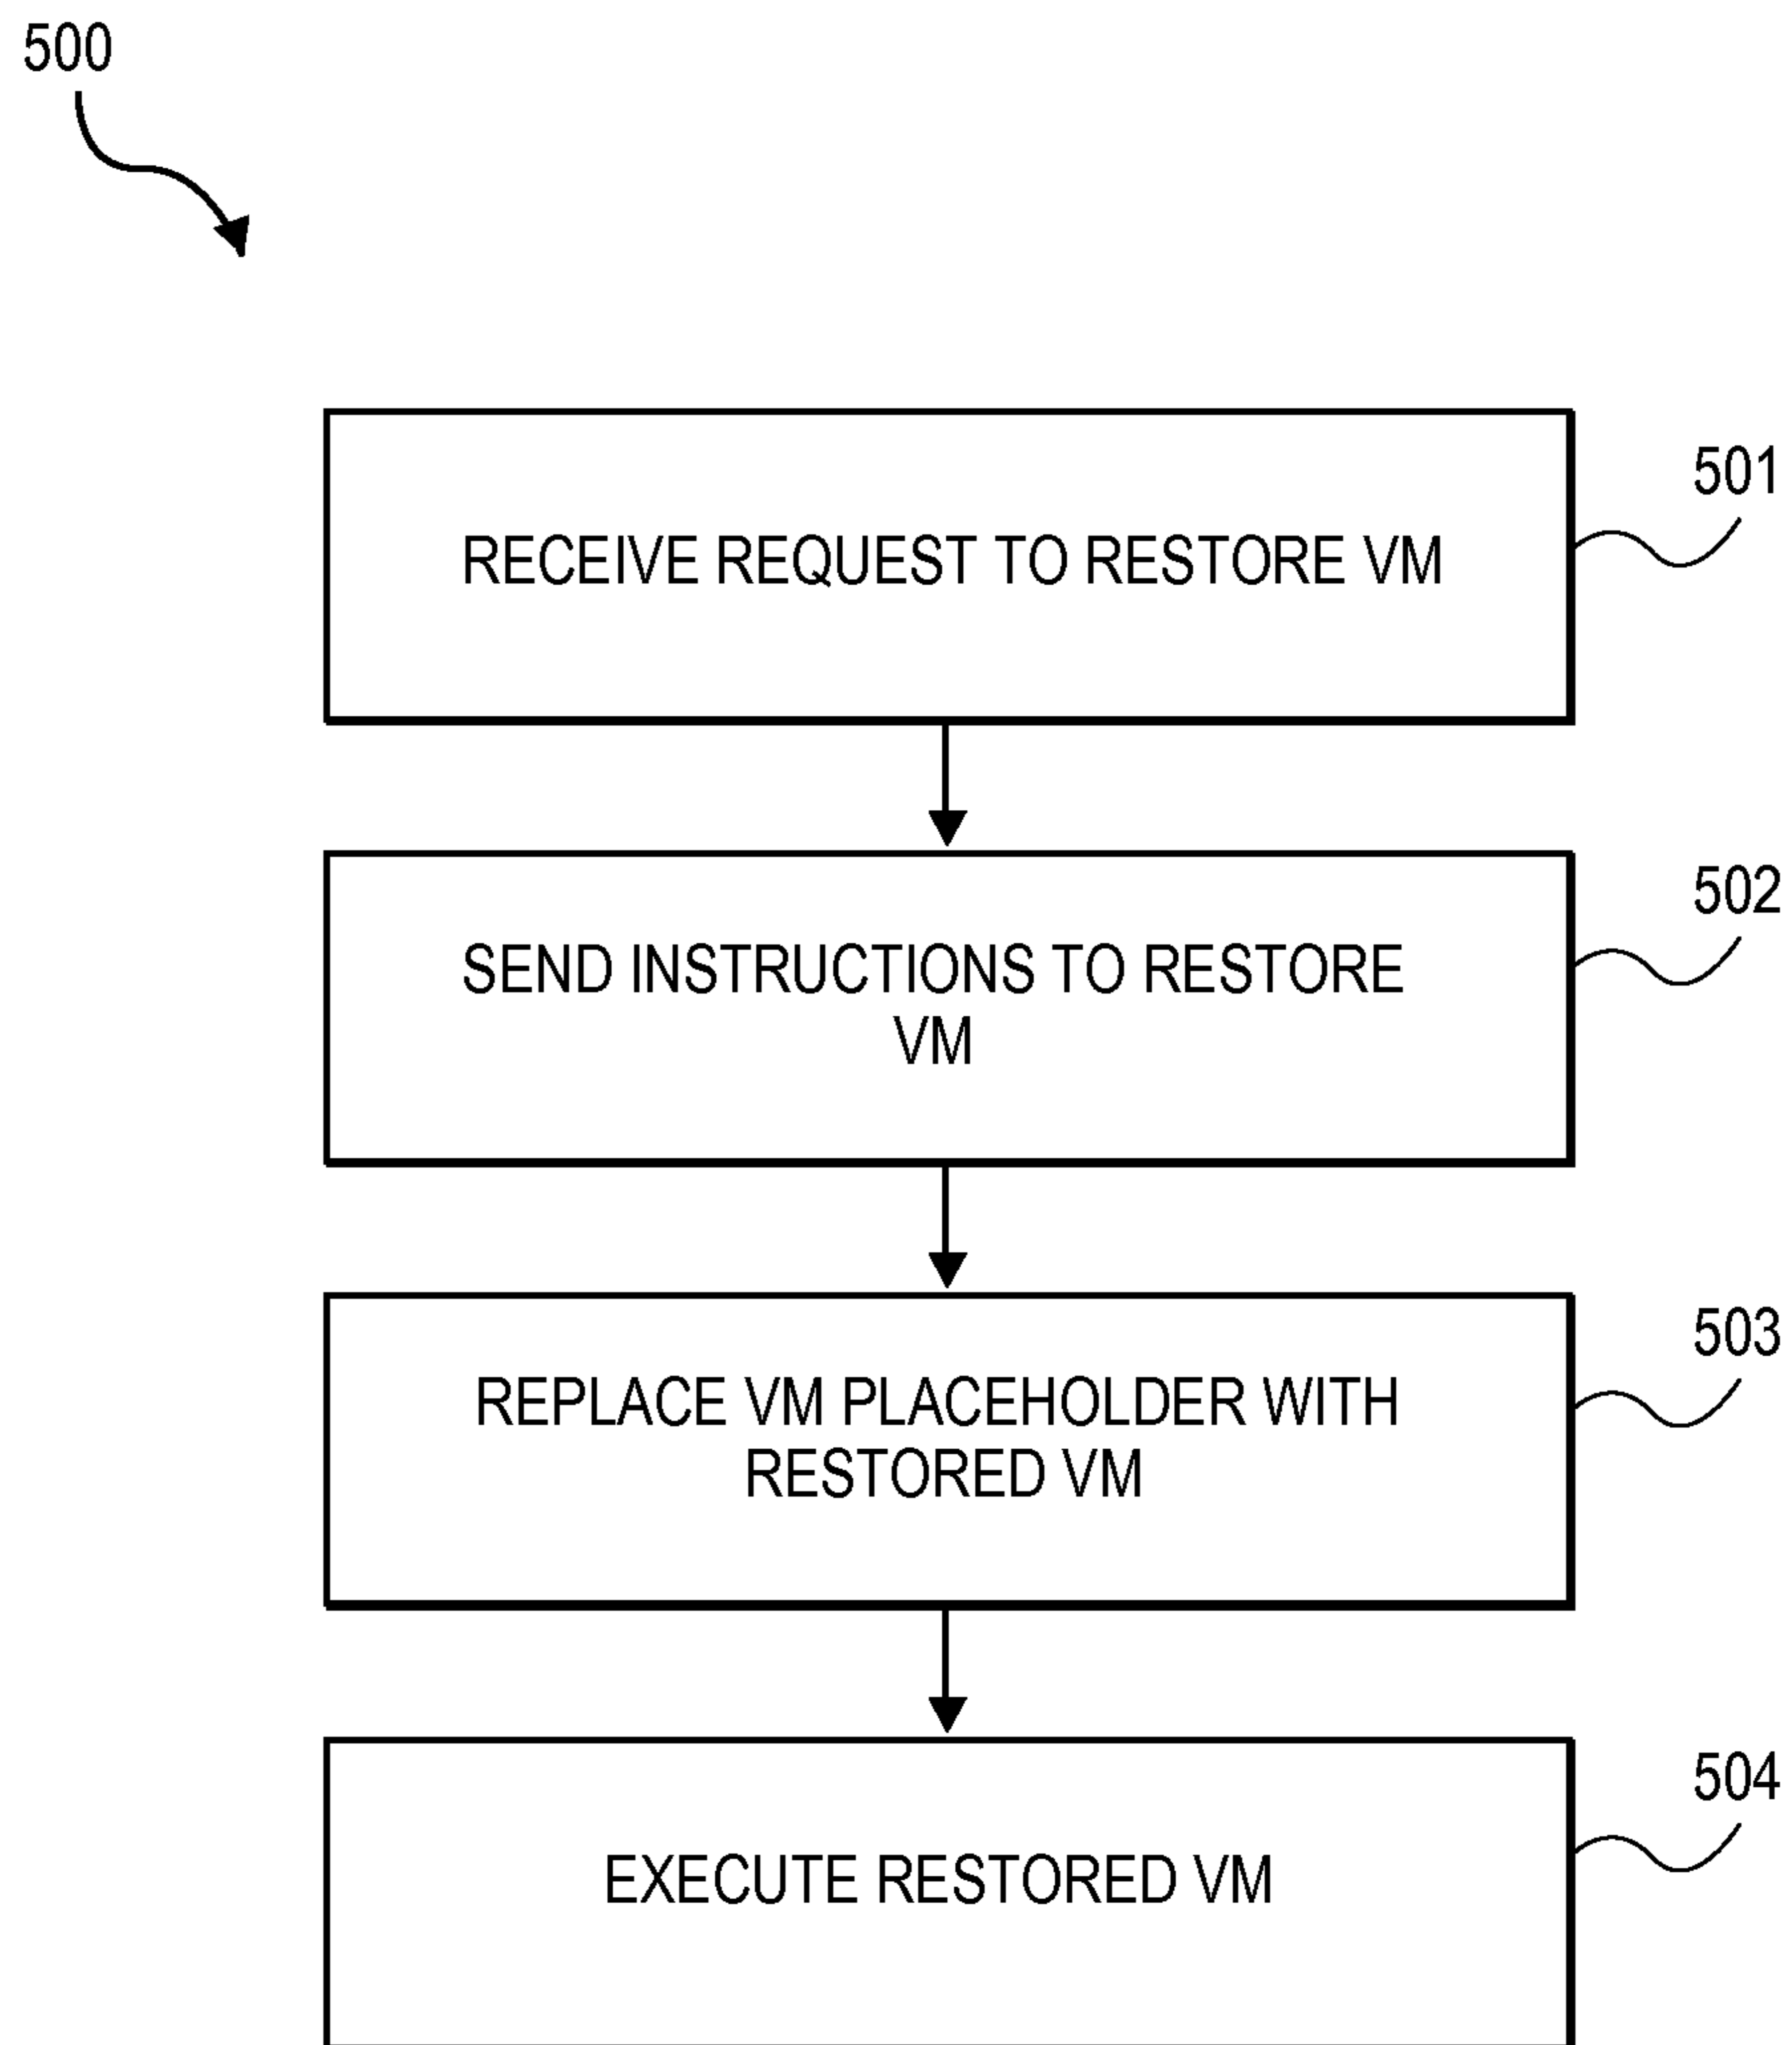 500
RECEIVE REQUEST TO RESTORE VM
501
SEND INSTRUCTIONS TO RESTORE
VM
502
REPLACE VM PLACEHOLDER WITH
RESTORED VM
503
EXECUTE RESTORED VM
504